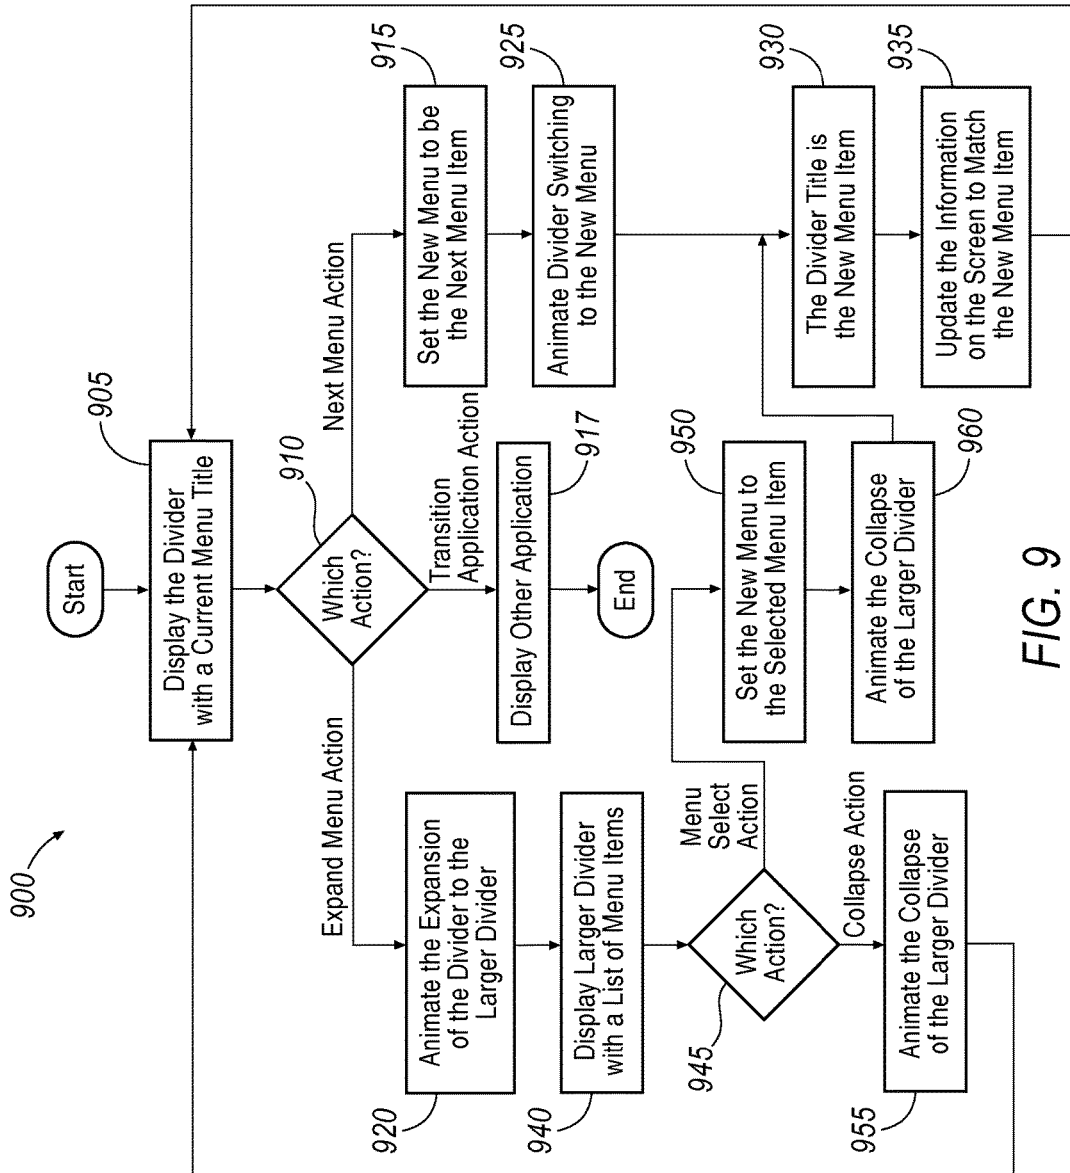 900
Start
Display the Divider
with a Current Menu Title
905
Which
Action?
910
Expand Menu Action
Transition
Application Action
Next Menu Action
Animate the Expansion
of the Divider to the
Larger Divider
920
Display Other Application
917
End
Set the New Menu to be
the Next Menu Item
915
Animate Divider Switching
to the New Menu
925
Display Larger Divider
with a List of Menu Items
940
Which
Action?
945
Menu
Select
Action
Collapse Action
Set the New Menu to
the Selected Menu Item
950
Animate the Collapse
of the Larger Divider
960
Animate the Collapse
of the Larger Divider
955
The Divider Title is
the New Menu Item
930
Update the Information
on the Screen to Match
the New Menu Item
935
FIG. 9